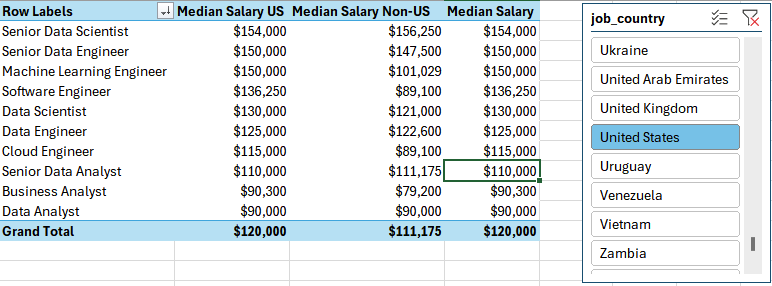 Row Labels Median Salary US Median Salary Non-US Median Salary
Senior Data Scientist $154,000 $156,250 $154,000
Senior Data Engineer $150,000 $147,500 $150,000
Machine Learning Engineer $150,000 $101,029 $150,000
Software Engineer $136,250 $89,100 $136,250
Data Scientist $130,000 $121,000 $130,000
Data Engineer $125,000 $122,600 $125,000
Cloud Engineer $115,000 $89,100 $115,000
Senior Data Analyst $110,000 $111,175 $110,000
Business Analyst $90,300 $79,200 $90,300
Data Analyst $90,000 $90,000 $90,000
Grand Total $120,000 $111,175 $120,000
job_country
Ukraine
United Arab Emirates
United Kingdom
United States
Uruguay
Venezuela
Vietnam
Zambia